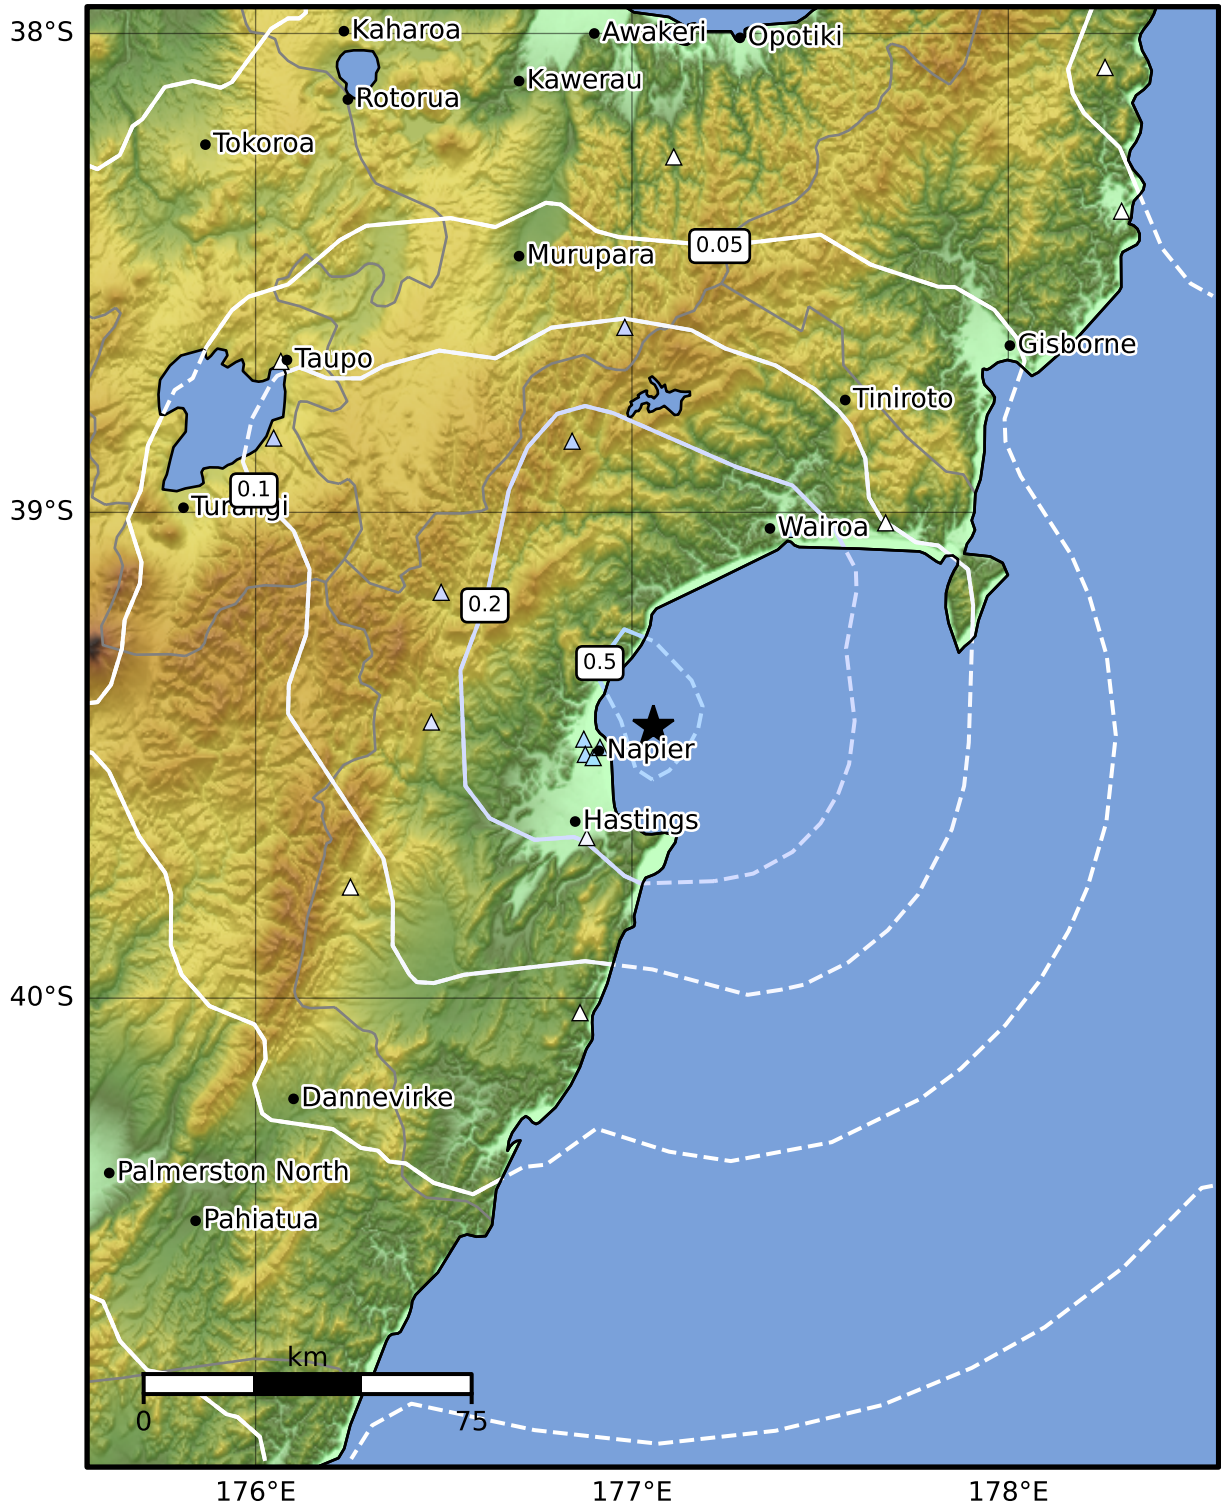 38°S
Kaharoa
Awakeri
Opotiki
Kawerau
Rotorua
Tokoroa
0.05
Murupara
Gisborne
Taupo
Tiniroto
0.1
Turangi
39°S
Wairoa
0.2
0.5
Napier
Hastings
40°S
Dannevirke
Palmerston North
Pahiatua
km
0
75
176°E
177°E
178°E